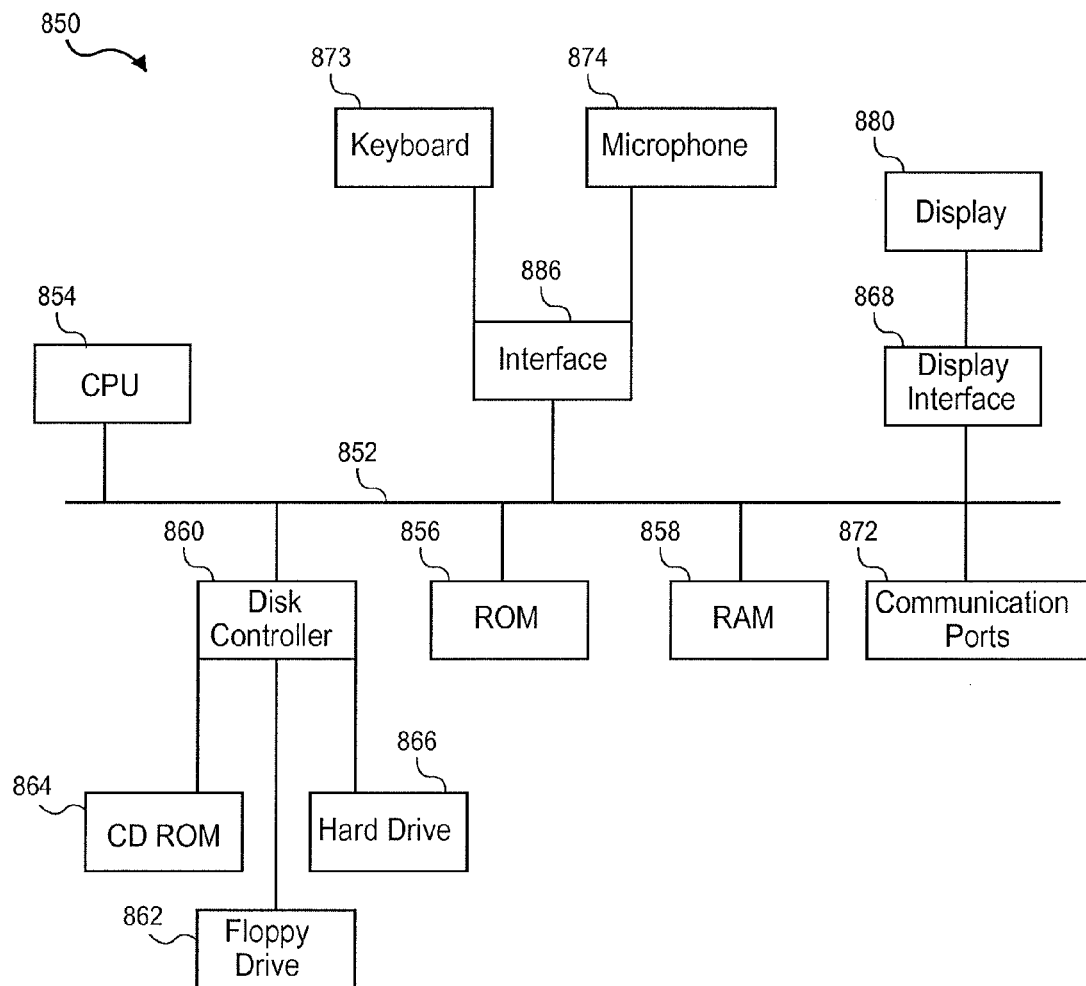 850
873
874
Keyboard
Microphone
880
Display
886
854
868
CPU
Interface
Display
Interface
852
860
856
858
872
Disk
Controller
ROM
RAM
Communication
Ports
866
864
CD ROM
Hard Drive
862
Floppy
Drive